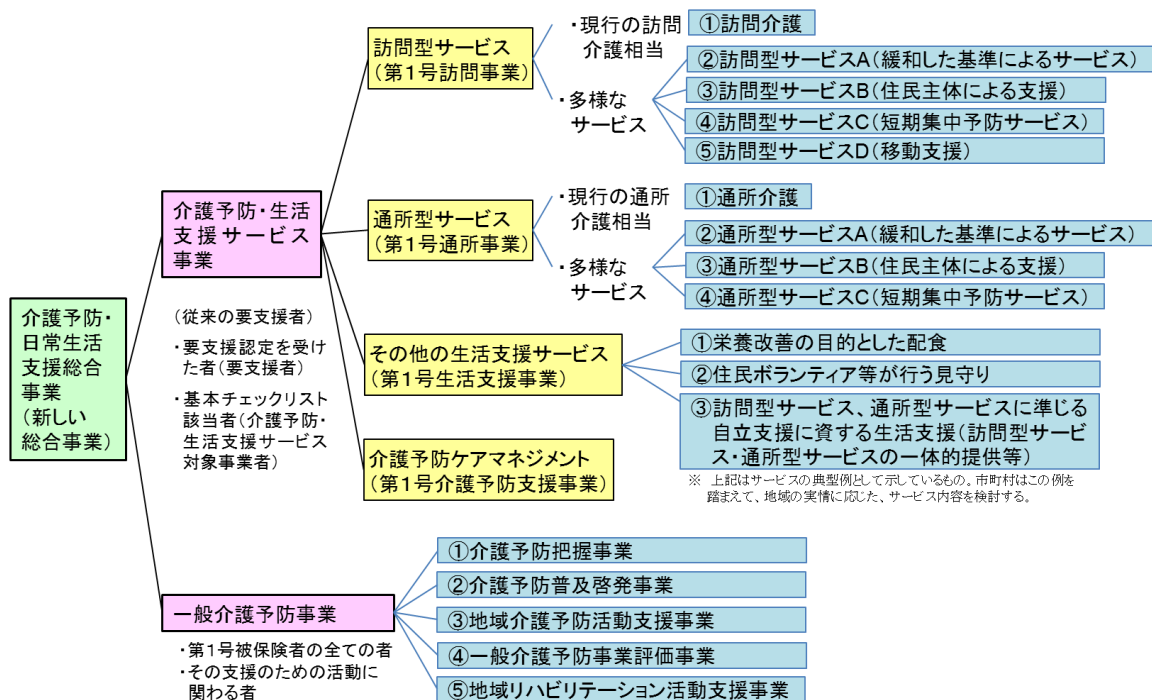 介護予防・
日常生活
支援総合
事業
(新しい
総合事業)
介護予防・生活
支援サービス
事業
(従来の要支援者)
・要支援認定を受け
た者(要支援者)
・基本チェックリスト
該当者(介護予防・
生活支援サービス
対象事業者)
訪問型サービス
(第1号訪問事業)
・現行の訪問
介護相当
①訪問介護
・多様な
サービス
②訪問型サービスA(緩和した基準によるサービス)
③訪問型サービスB(住民主体による支援)
④訪問型サービスC(短期集中予防サービス)
⑤訪問型サービスD(移動支援)
通所型サービス
(第1号通所事業)
・現行の通所
介護相当
①通所介護
・多様な
サービス
②通所型サービスA(緩和した基準によるサービス)
③通所型サービスB(住民主体による支援)
④通所型サービスC(短期集中予防サービス)
その他の生活支援サービス
(第1号生活支援事業)
①栄養改善の目的とした配食
②住民ボランティア等が行う見守り
③訪問型サービス、通所型サービスに準じる
自立支援に資する生活支援(訪問型サービ
ス・通所型サービスの一体的提供等)
※ 上記はサービスの典型例として示しているもの。市町村はこの例を
踏まえて、地域の実情に応じた、サービス内容を検討する。
介護予防ケアマネジメント
(第1号介護予防支援事業)
一般介護予防事業
・第1号被保険者の全ての者
・その支援のための活動に
関わる者
①介護予防把握事業
②介護予防普及啓発事業
③地域介護予防活動支援事業
④一般介護予防事業評価事業
⑤地域リハビリテーション活動支援事業